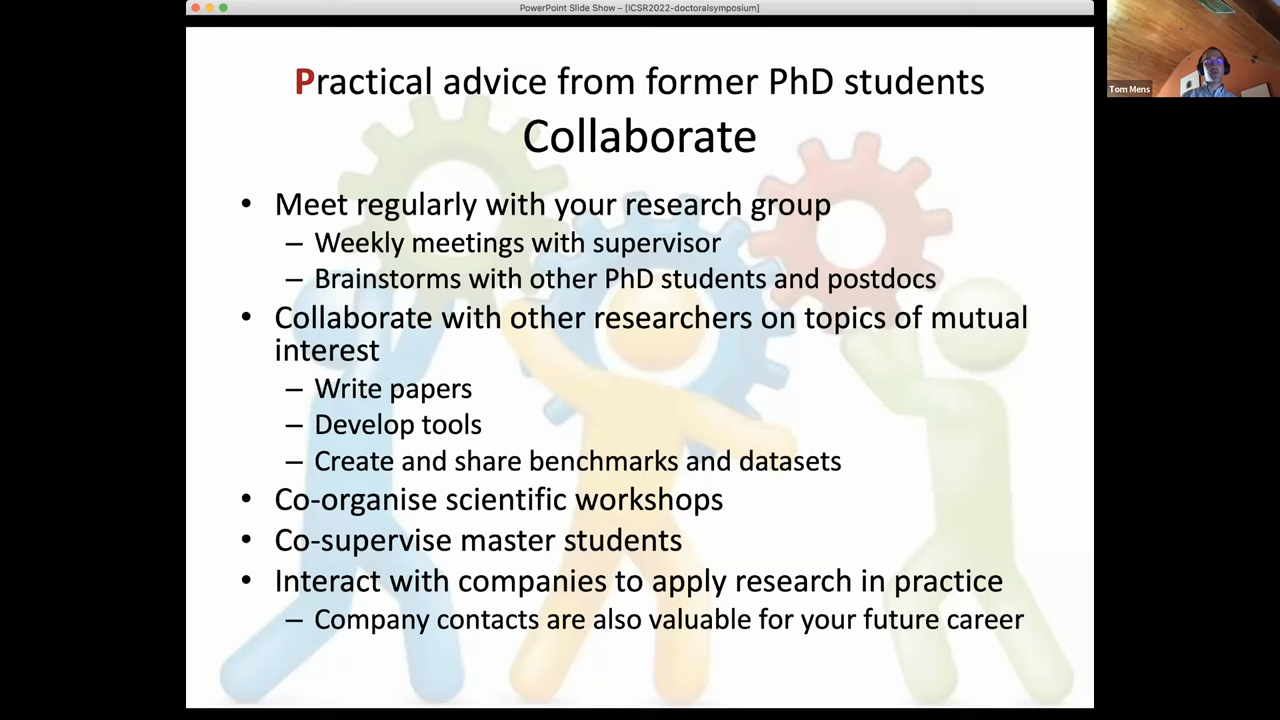 PowerPoint Slide Show – [ICSR2022-doctoralsymposium]
Tom Mens
Practical advice from former PhD students
Collaborate
• Meet regularly with your research group
– Weekly meetings with supervisor
– Brainstorms with other PhD students and postdocs
• Collaborate with other researchers on topics of mutual
interest
– Write papers
– Develop tools
– Create and share benchmarks and datasets
• Co-organise scientific workshops
• Co-supervise master students
• Interact with companies to apply research in practice
– Company contacts are also valuable for your future career